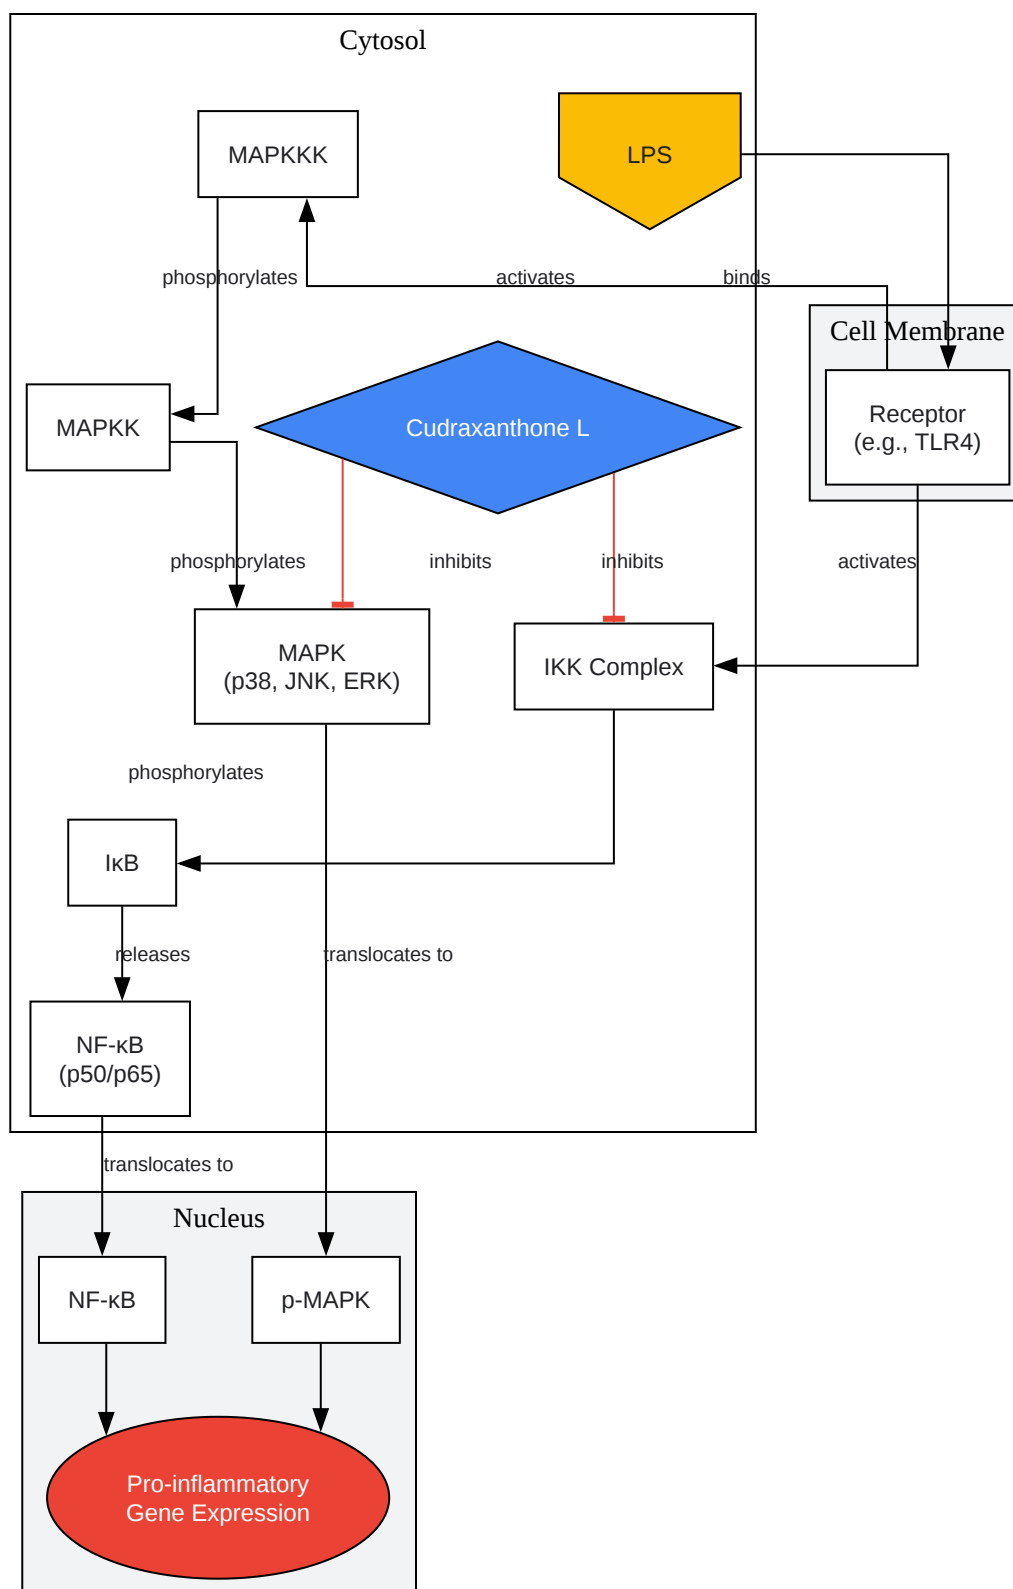 Cytosol
MAPKKK
LPS
phosphorylates
activates
binds
Cell Membrane
MAPKK
Cudraxanthone L
Receptor
(e.g., TLR4)
phosphorylates
inhibits
inhibits
activates
MAPK
(p38, JNK, ERK)
IKK Complex
phosphorylates
IκB
releases
translocates to
NF-κB
(p50/p65)
translocates to
Nucleus
NF-κB
p-MAPK
Pro-inflammatory
Gene Expression